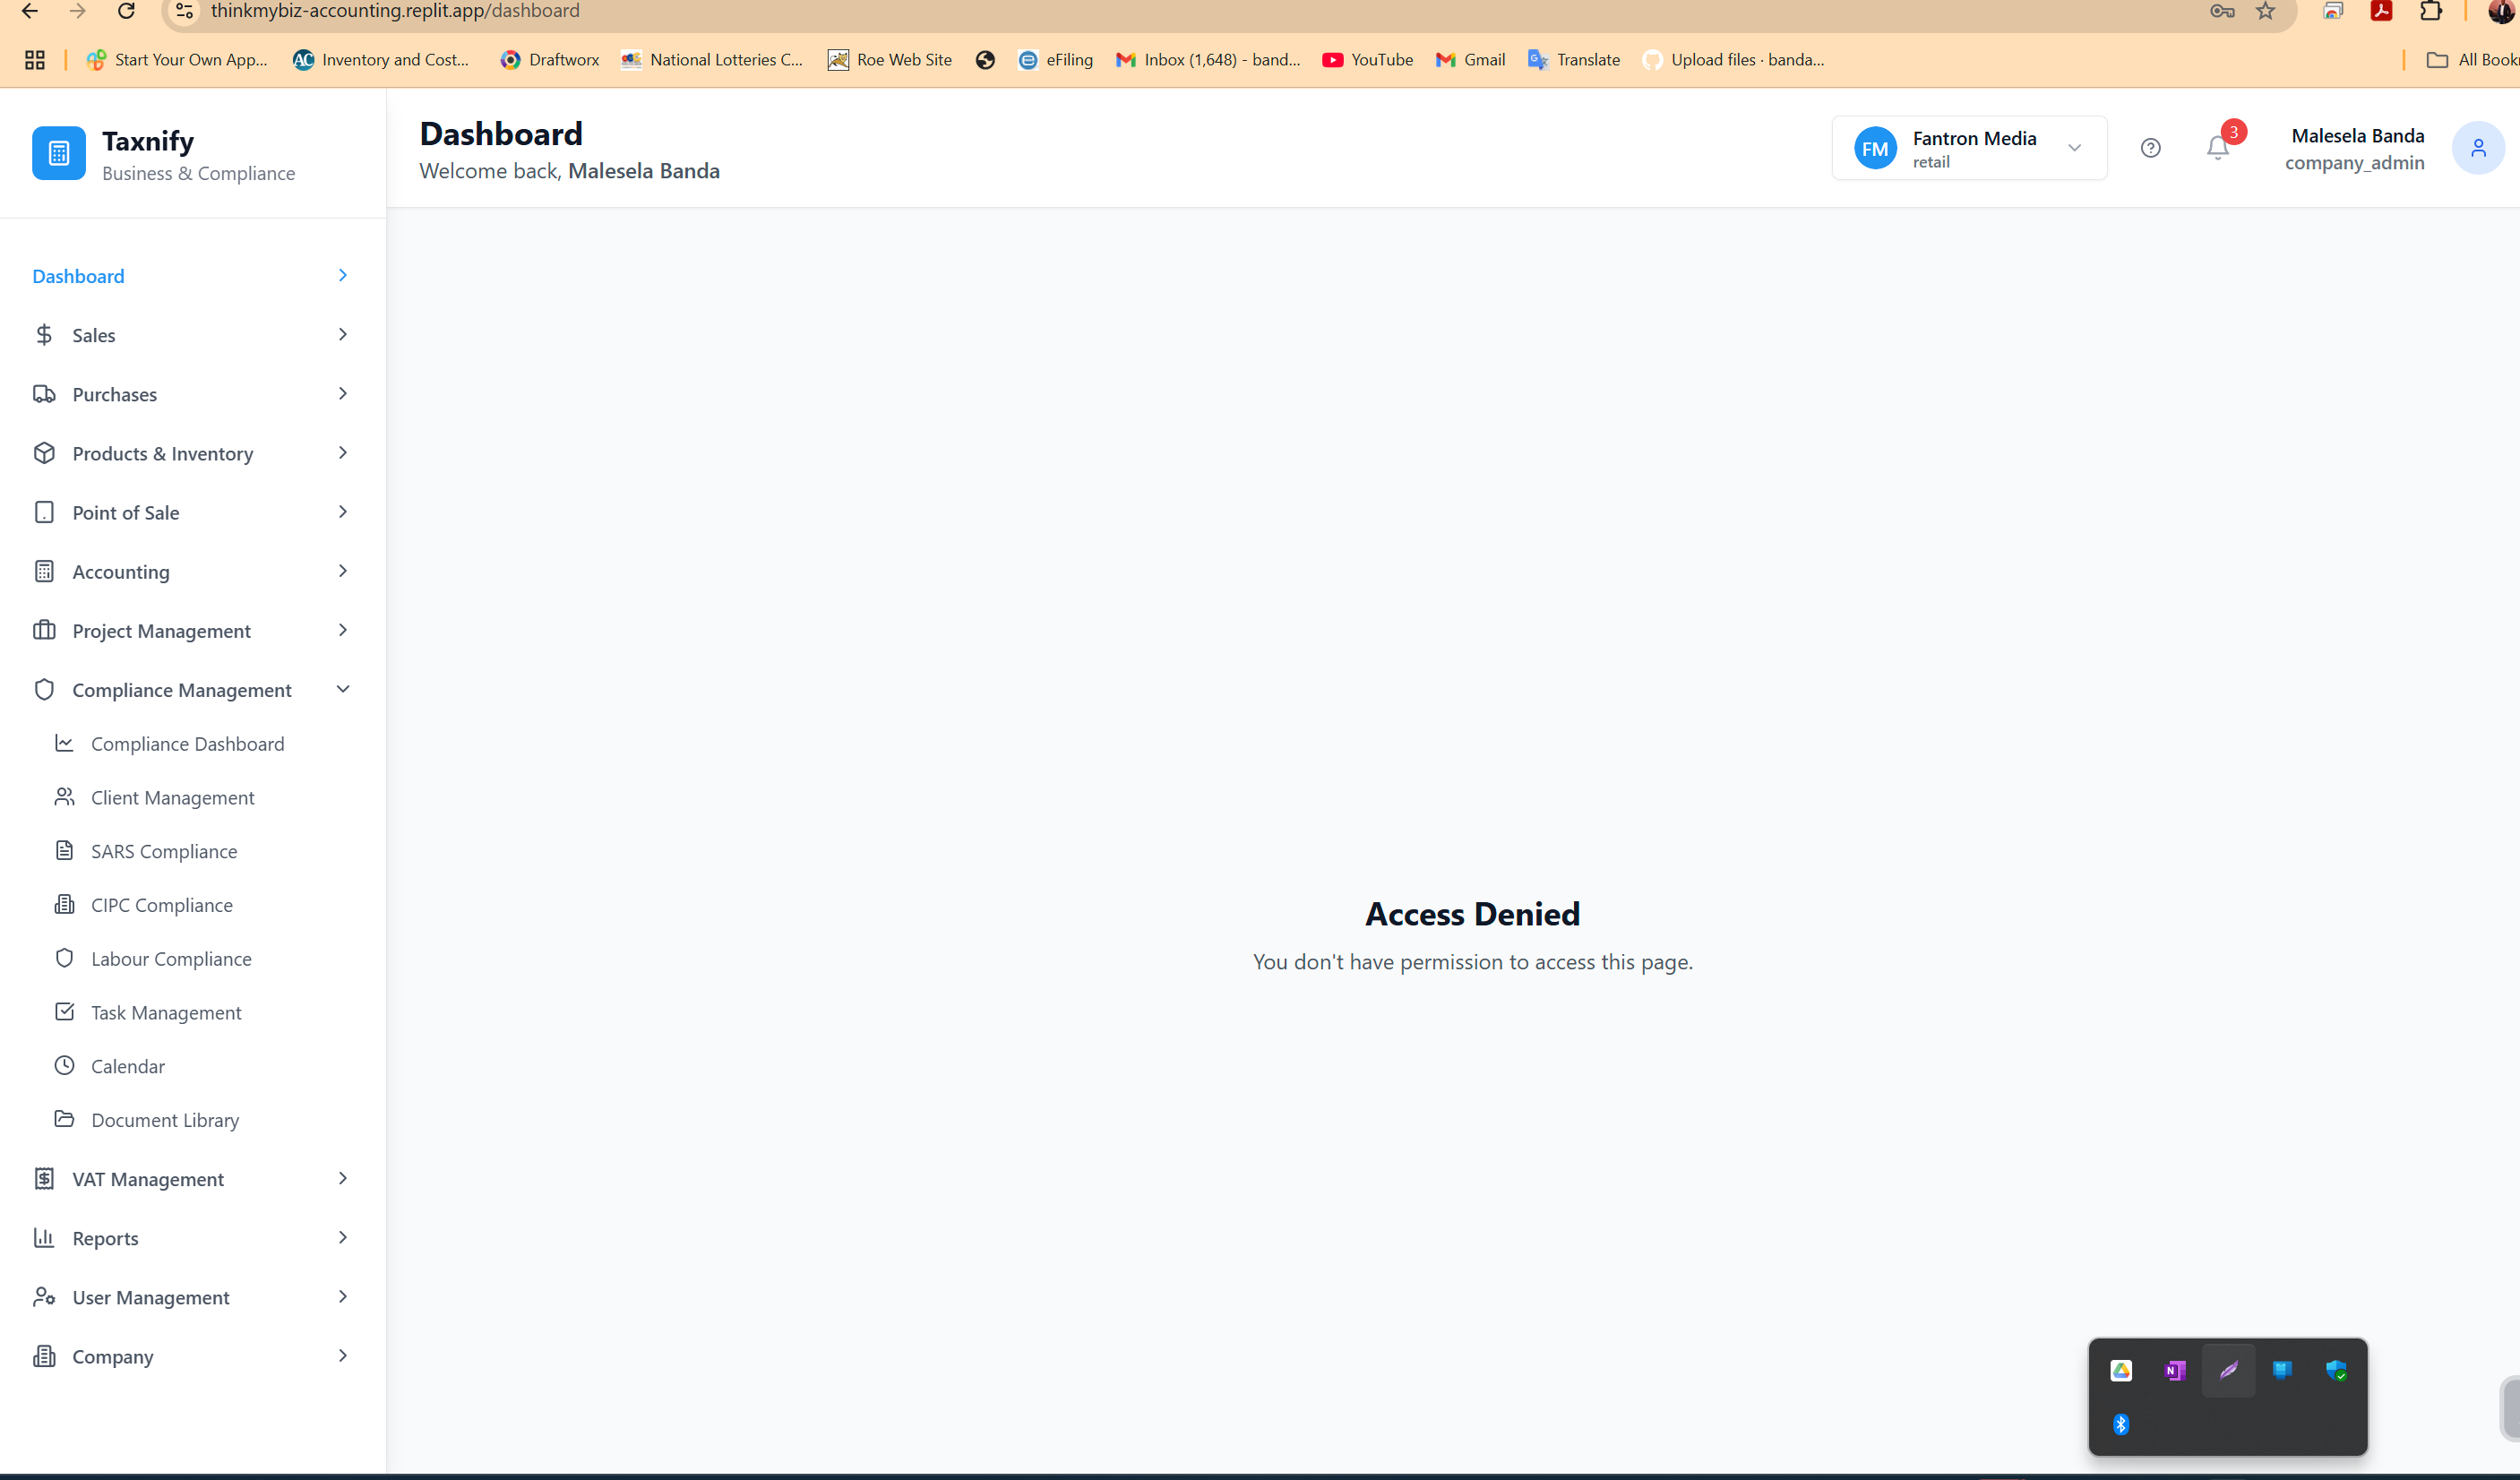 thinkmybiz-accounting.replit.app/dashboard
Start Your Own App...
AC
Inventory and Cost...
Draftworx
National Lotteries C...
Roe Web Site
eFiling
Inbox (1,648) - band...
YouTube
Gmail
Translate
Upload files · banda...
All Book
Taxnify
Business & Compliance
Dashboard
Welcome back, Malesela Banda
FM
Fantron Media
retail
3
Malesela Banda
company_admin
Dashboard
Sales
Purchases
Products & Inventory
Point of Sale
Accounting
Project Management
Compliance Management
Compliance Dashboard
Client Management
SARS Compliance
CIPC Compliance
Labour Compliance
Task Management
Calendar
Document Library
VAT Management
Reports
User Management
Company
Access Denied
You don't have permission to access this page.
N